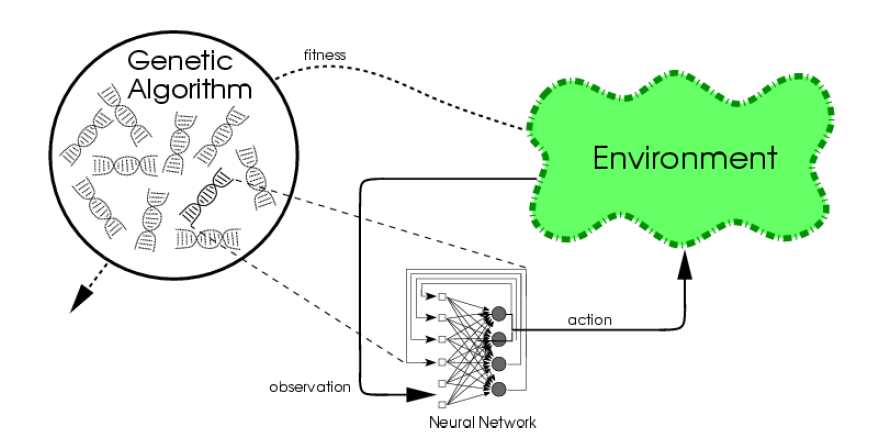 Genetic
Algorithm
fitness
Environment
action
observation
Neural Network